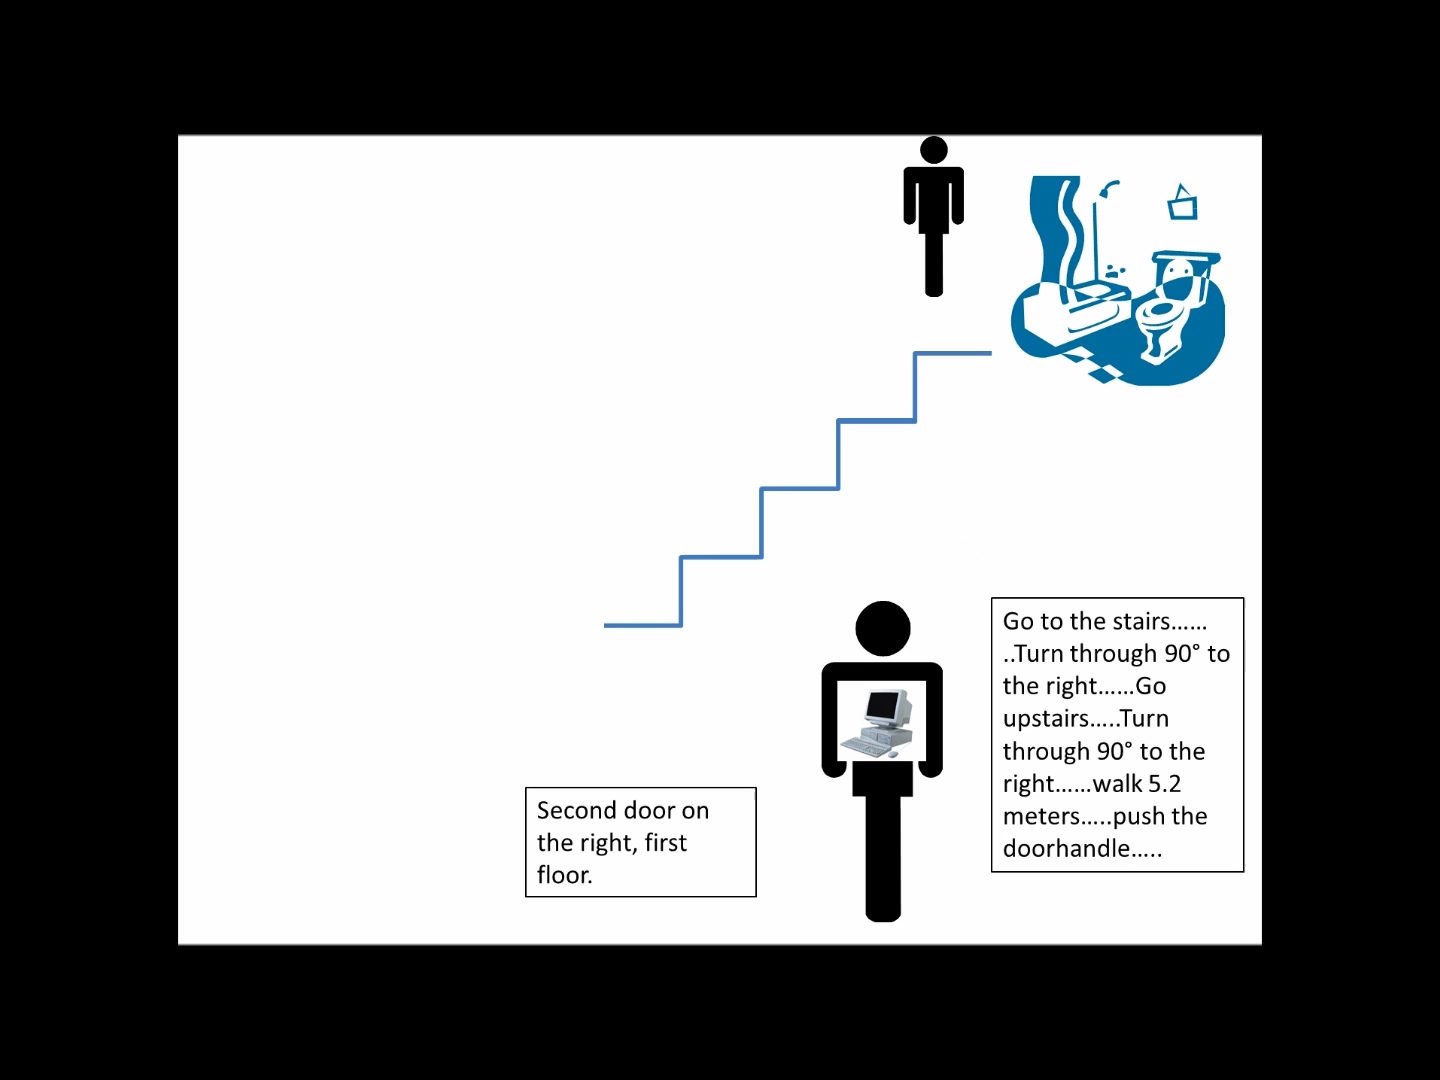 Second door on
the right, first
floor.
Go to the stairs……
..Turn through 90° to
the right……Go
upstairs…..Turn
through 90° to the
right……walk 5.2
meters…..push the
doorhandle…..